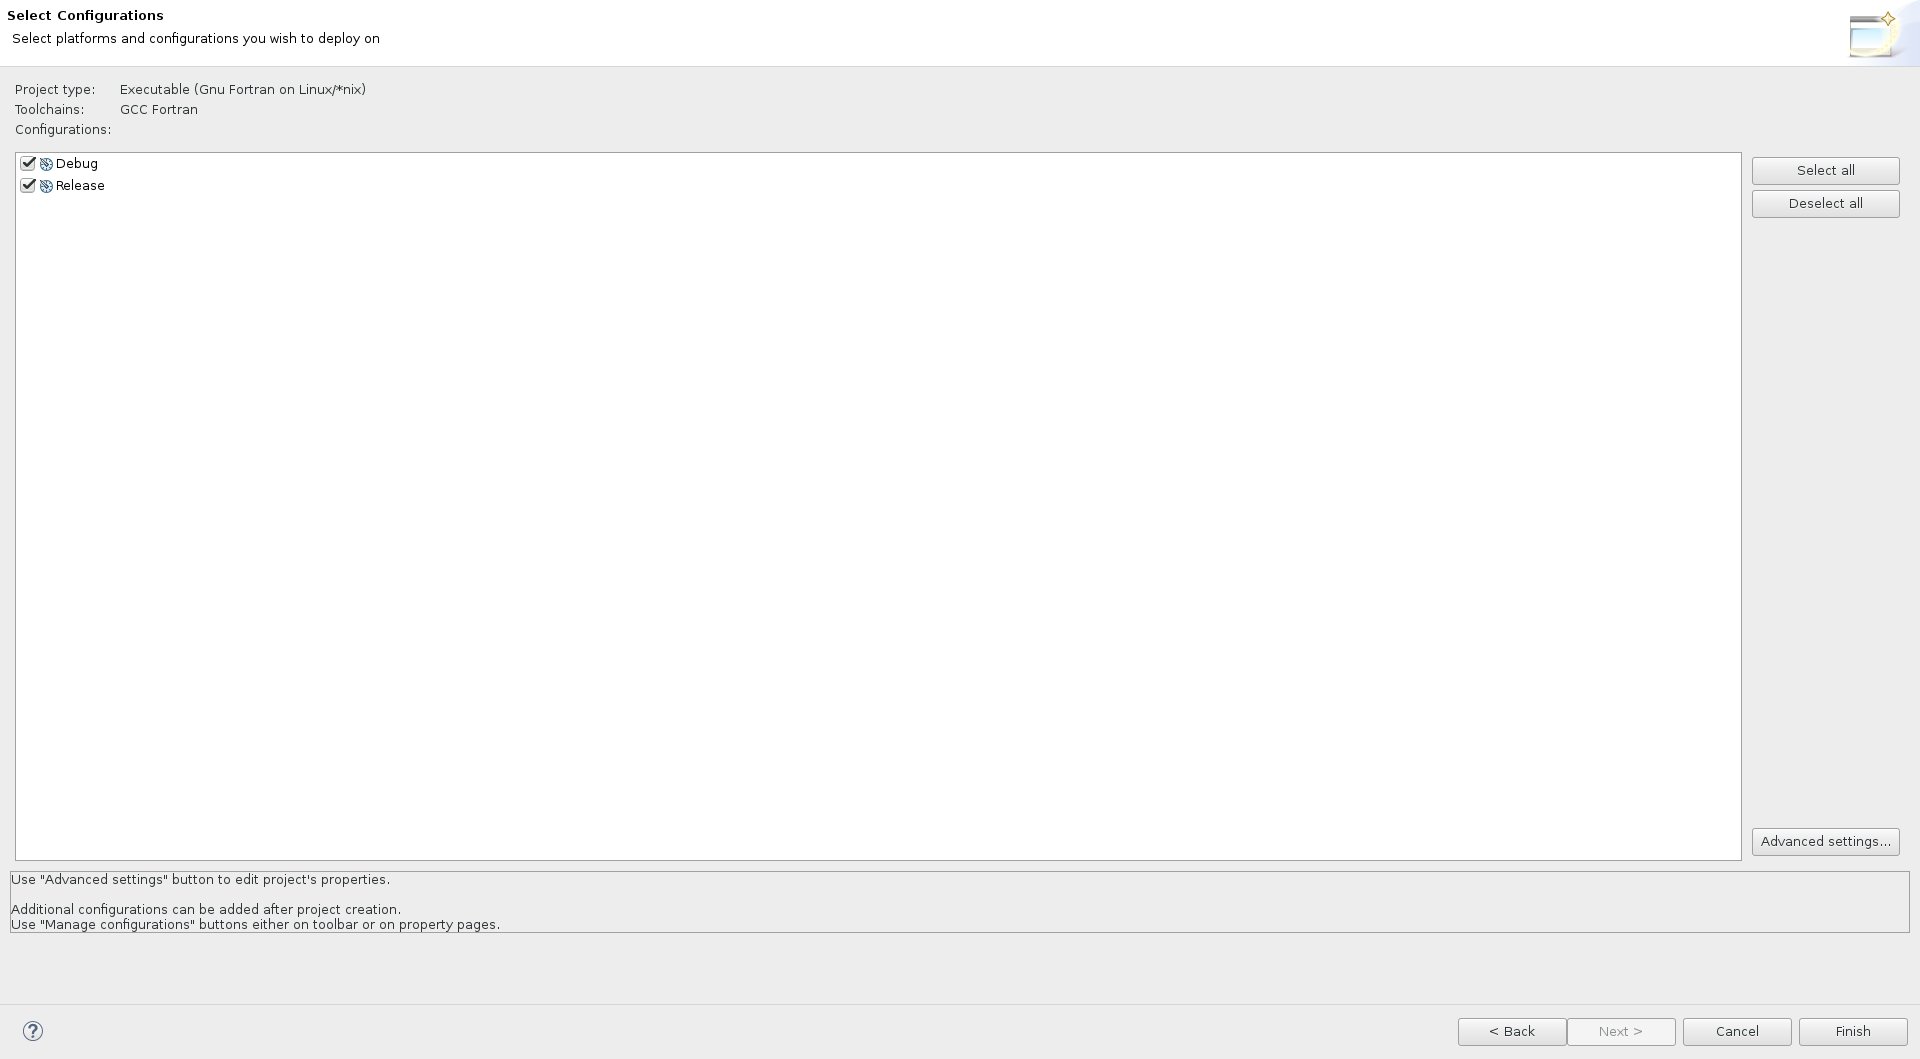 Select Configurations
Select platforms and configurations you wish to deploy on
Project type: Executable (Gnu Fortran on Linux/*nix)
Toolchains: GCC Fortran
Configurations:
Debug
Release
Select all
Deselect all
Advanced settings...
Use "Advanced settings" button to edit project's properties.
Additional configurations can be added after project creation.
Use "Manage configurations" buttons either on toolbar or on property pages.
?
< Back
Next >
Cancel
Finish